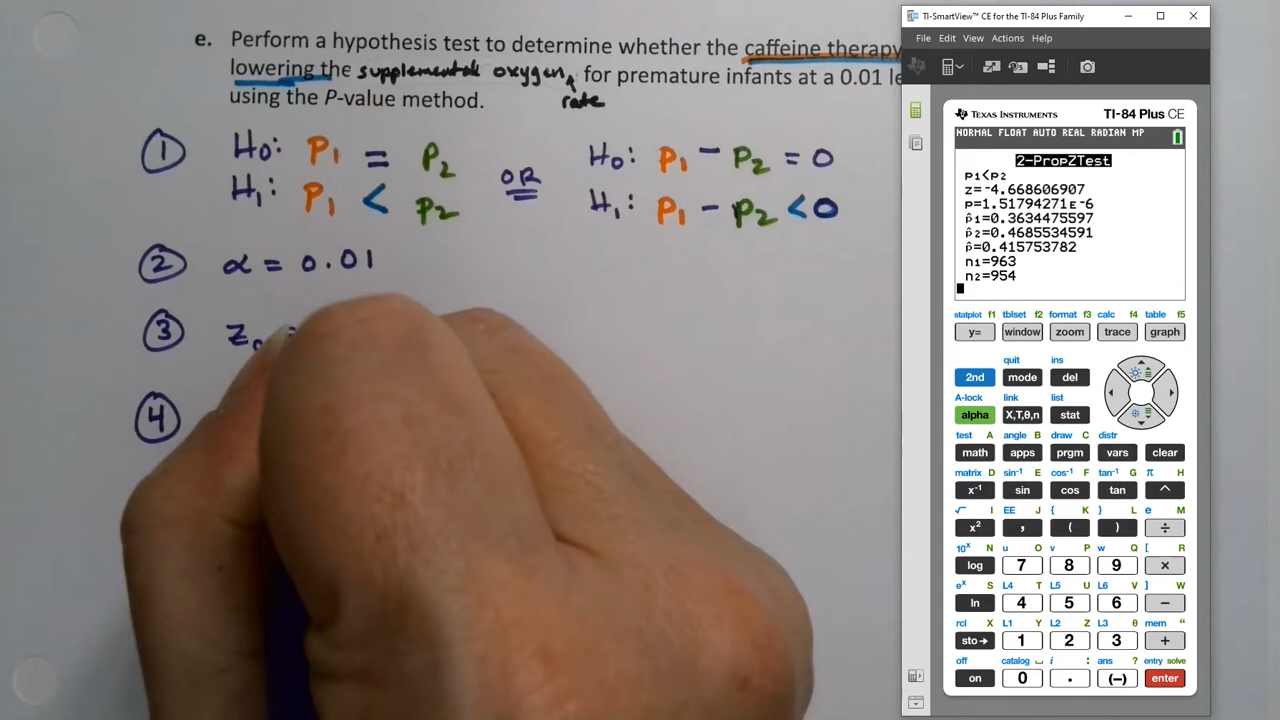 TI-SmartView™ CE for the TI-84 Plus Family
File Edit View Actions Help
e. Perform a hypothesis test to determine whether the caffeine therapy
lowering the supplemental oxygen rate for premature infants at a 0.01 le
using the P-value method.
① H₀: P₁ = P₂
H₁: P₁ < P₂
OR
H₀: P₁ - P₂ = 0
H₁: P₁ - P₂ < 0
② α = 0.01
③ Z₀ =
④
TEXAS INSTRUMENTS TI-84 Plus CE
NORMAL FLOAT AUTO REAL RADIAN MP
2-PropZTest
p1<p2
z=-4.668606907
p=1.51794271E-6
p̂1=0.3634475597
p̂2=0.4685534591
p̂=0.415753782
n1=963
n2=954
statplot f1 tblset f2 format f3 calc f4 table f5
y= window zoom trace graph
quit ins
2nd mode del
A-lock link list
alpha X,T,θ,n stat
test A angle B draw C distr
math apps prgm vars clear
matrix D sin⁻¹ E cos⁻¹ F tan⁻¹ G π H
x⁻¹ sin cos tan ^
√ I EE J { K } L e M
x² , ( ) ÷
10ˣ N u O v P w Q [ R
log 7 8 9 ×
eˣ S L4 T L5 U L6 V ] W
ln 4 5 6 −
rcl X L1 Y L2 Z L3 θ mem “
sto→ 1 2 3 +
off catalog i : ans ? entry solve
on 0 . (−) enter